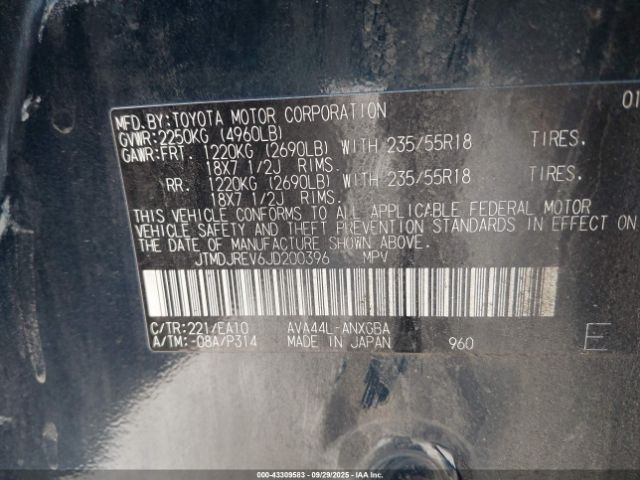 MFD.BY:TOYOTA MOTOR CORPORATION 01
GVWR:2250KG (4960LB)
GAWR:FRT. 1220KG (2690LB) WITH 235/55R18 TIRES.
18X7 1/2J RIMS.
RR. 1220KG (2690LB) WITH 235/55R18 TIRES.
18X7 1/2J RIMS.
THIS VEHICLE CONFORMS TO ALL APPLICABLE FEDERAL MOTOR
VEHICLE SAFETY AND THEFT PREVENTION STANDARDS IN EFFECT ON
THE DATE OF MANUFACTURE SHOWN ABOVE.
JTMDJREV6JD200396 MPV
C/TR:221/EA10 AVA44L-ANXGBA
A/TM:-08A/P314 MADE IN JAPAN 960 E
000-43309583 | 09/29/2025 - IAA Inc.